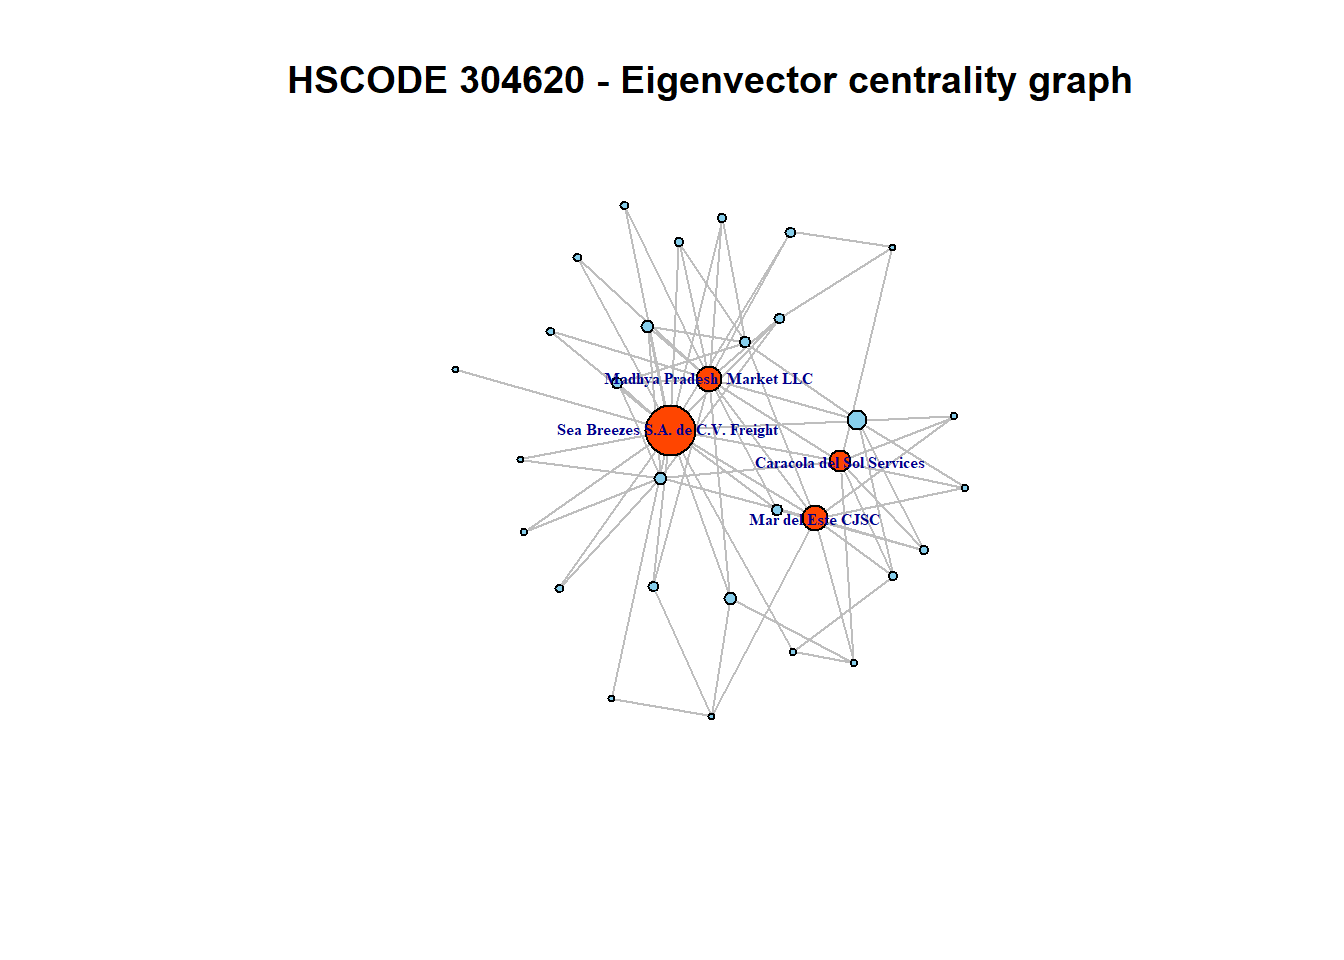 HSCODE 304620 - Eigenvector centrality graph
Madhya Pradesh Market LLC
Sea Breezes S.A. de C.V. Freight
Caracola del Sol Services
Mar del Este CJSC